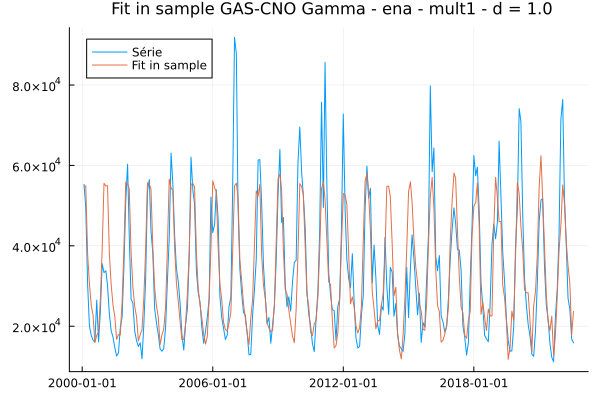 Fit in sample GAS-CNO Gamma - ena - mult1 - d = 1.0
Série
Fit in sample
8.0×10⁴
6.0×10⁴
4.0×10⁴
2.0×10⁴
2000-01-01 2006-01-01 2012-01-01 2018-01-01